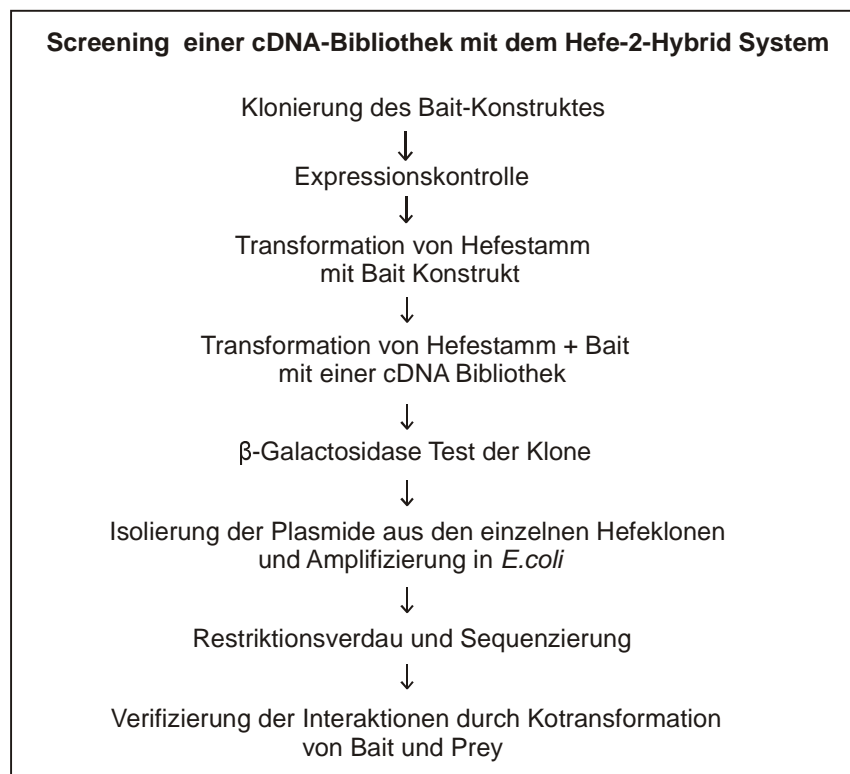 Screening einer cDNA-Bibliothek mit dem Hefe-2-Hybrid System
Klonierung des Bait-Konstruktes
↓
Expressionskontrolle
↓
Transformation von Hefestamm
mit Bait Konstrukt
↓
Transformation von Hefestamm + Bait
mit einer cDNA Bibliothek
↓
β-Galactosidase Test der Klone
↓
Isolierung der Plasmide aus den einzelnen Hefeklonen
und Amplifizierung in E.coli
↓
Restriktionsverdau und Sequenzierung
↓
Verifizierung der Interaktionen durch Kotransformation
von Bait und Prey